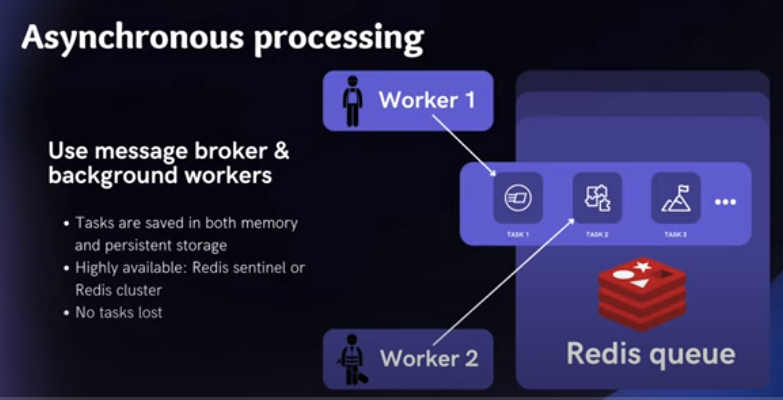 Asynchronous processing
Worker 1
Use message broker &
background workers
• Tasks are saved in both memory
and persistent storage
• Highly available: Redis sentinel or
Redis cluster
• No tasks lost
TASK 1
TASK 2
TASK 3
Worker 2
Redis queue